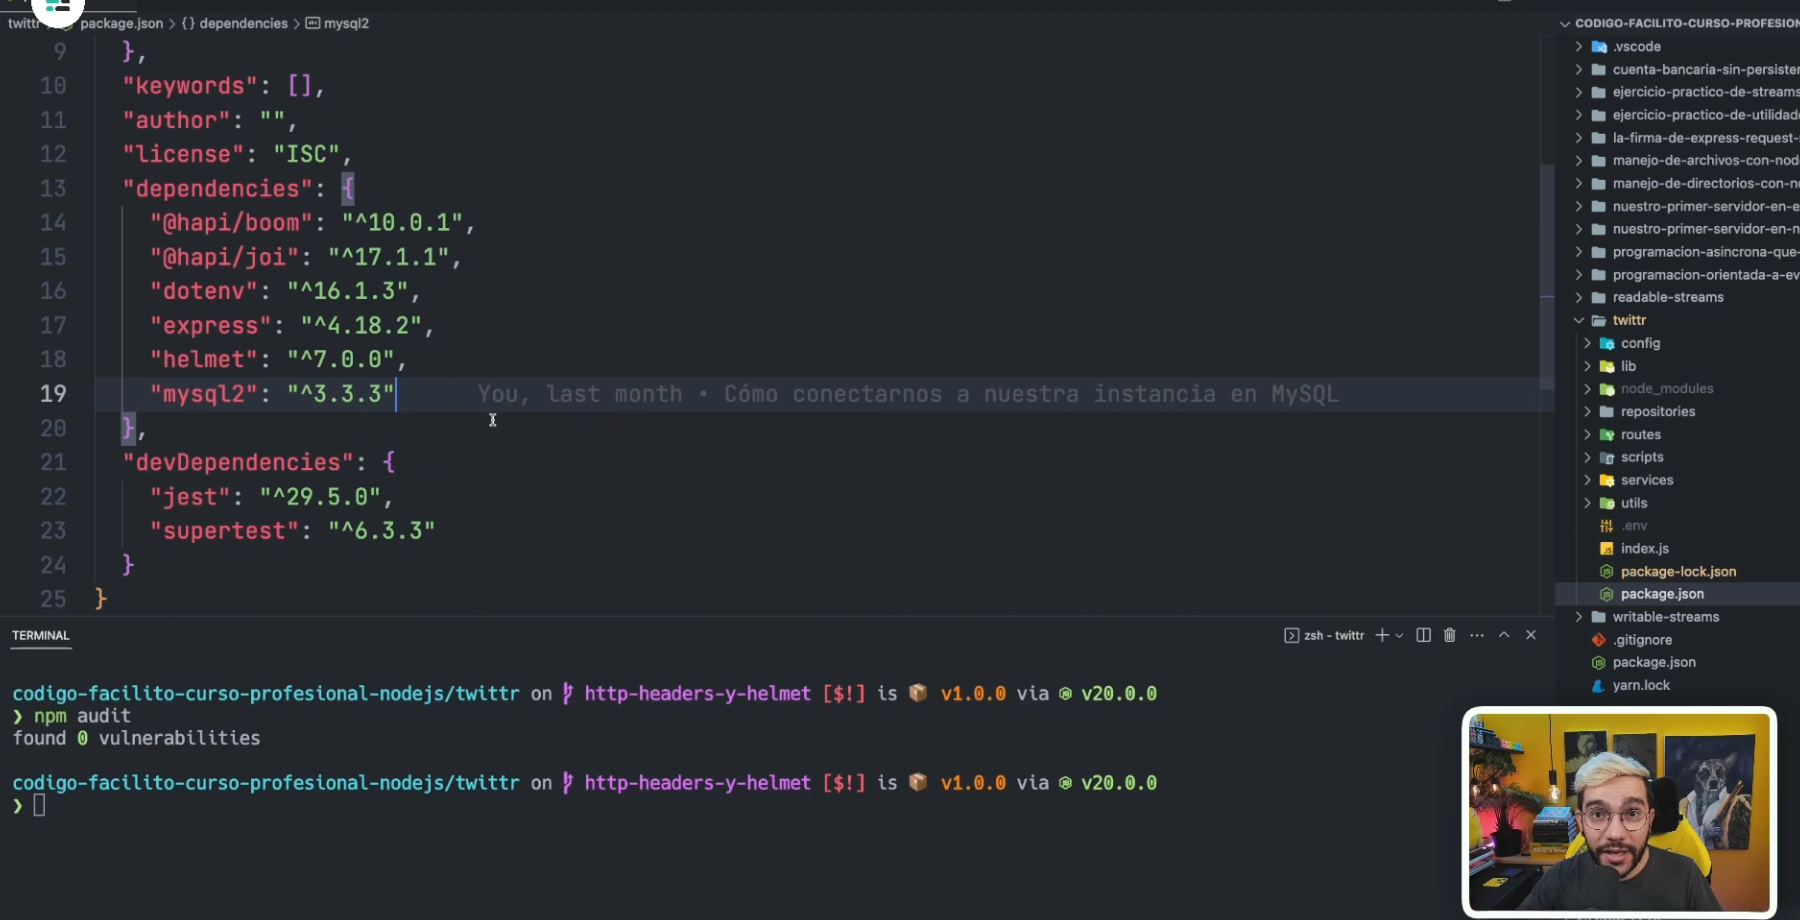 twittr > package.json > {} dependencies > mysql2
9 },
10 "keywords": [],
11 "author": "",
12 "license": "ISC",
13 "dependencies": {
14 "@hapi/boom": "^10.0.1",
15 "@hapi/joi": "^17.1.1",
16 "dotenv": "^16.1.3",
17 "express": "^4.18.2",
18 "helmet": "^7.0.0",
19 "mysql2": "^3.3.3" You, last month • Cómo conectarnos a nuestra instancia en MySQL
20 },
21 "devDependencies": {
22 "jest": "^29.5.0",
23 "supertest": "^6.3.3"
24 }
25 }
TERMINAL
zsh - twittr
codigo-facilito-curso-profesional-nodejs/twittr on http-headers-y-helmet [$!] is 📦 v1.0.0 via v20.0.0
❯ npm audit
found 0 vulnerabilities
codigo-facilito-curso-profesional-nodejs/twittr on http-headers-y-helmet [$!] is 📦 v1.0.0 via v20.0.0
❯
CODIGO-FACILITO-CURSO-PROFESION
.vscode
cuenta-bancaria-sin-persister
ejercicio-practico-de-streams
ejercicio-practico-de-utilidad
la-firma-de-express-request-
manejo-de-archivos-con-nod
manejo-de-directorios-con-n
nuestro-primer-servidor-en-e
nuestro-primer-servidor-en-n
programacion-asincrona-que-
programacion-orientada-a-ev
readable-streams
twittr
config
lib
node_modules
repositories
routes
scripts
services
utils
.env
index.js
package-lock.json
package.json
writable-streams
.gitignore
package.json
yarn.lock